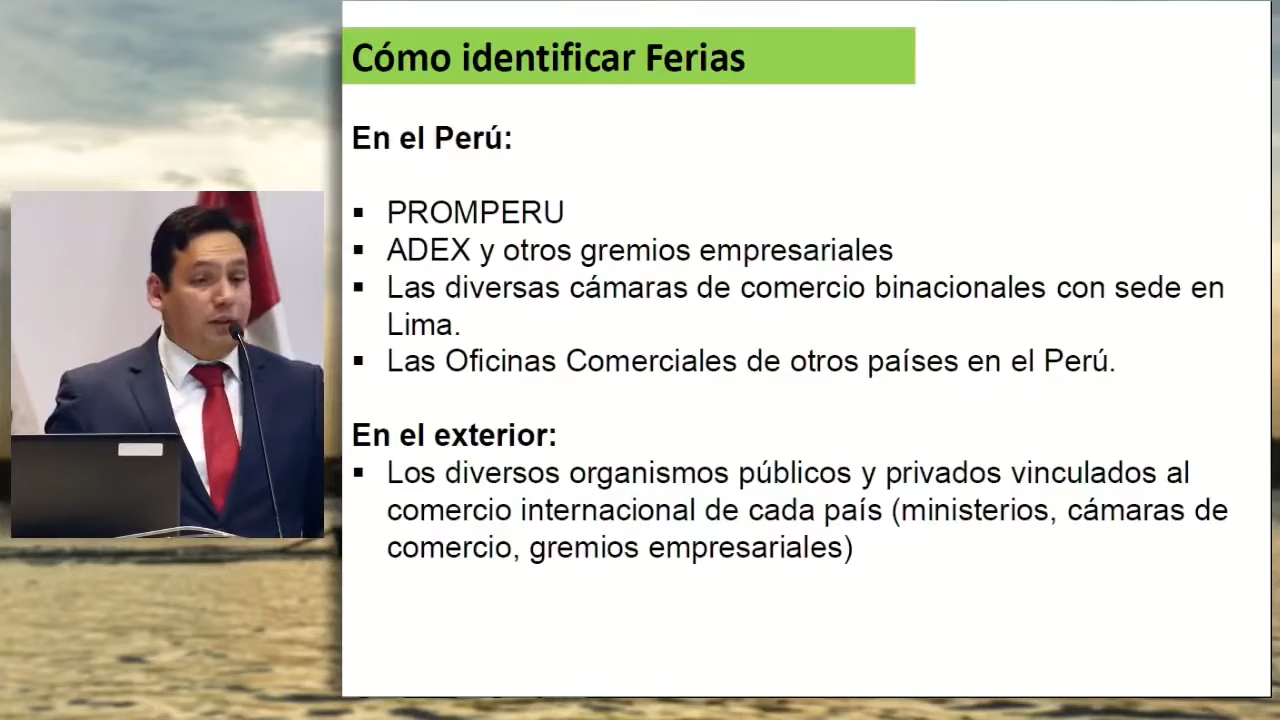 Cómo identificar Ferias
En el Perú:
▪ PROMPERU
▪ ADEX y otros gremios empresariales
▪ Las diversas cámaras de comercio binacionales con sede en
Lima.
▪ Las Oficinas Comerciales de otros países en el Perú.
En el exterior:
▪ Los diversos organismos públicos y privados vinculados al
comercio internacional de cada país (ministerios, cámaras de
comercio, gremios empresariales)